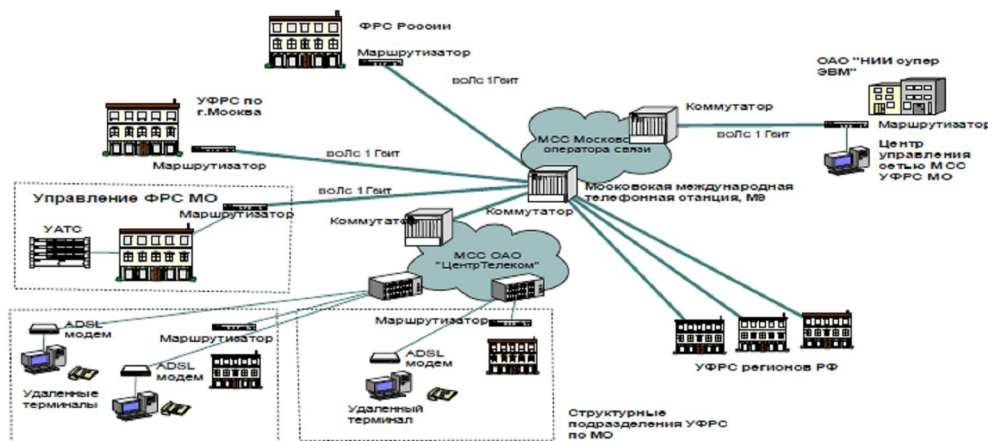 ФРС России
Маршрутизатор
ВОЛС 1Гбит
ОАО "НИИ супер
ЭВМ"
УФРС по
г.Москва
Коммутатор
МСС Московского
оператора связи
ВОЛС 1 Гбит
Маршрутизатор
Центр
управления
сетью МСС
УФРС МО
ВОЛС 1 Гбит
Маршрутизатор
Управление ФРС МО
Маршрутизатор
ВОЛС 1 Гбит
Московская международная
телефонная станция, М9
Коммутатор
Коммутатор
УАТС
МСС ОАО
"ЦентрТелеком"
ADSL
модем
Маршрутизатор
ADSL
модем
Удаленные
терминалы
Маршрутизатор
ADSL
модем
Удаленный
терминал
УФРС регионов РФ
Структурные
подразделения УФРС
по МО